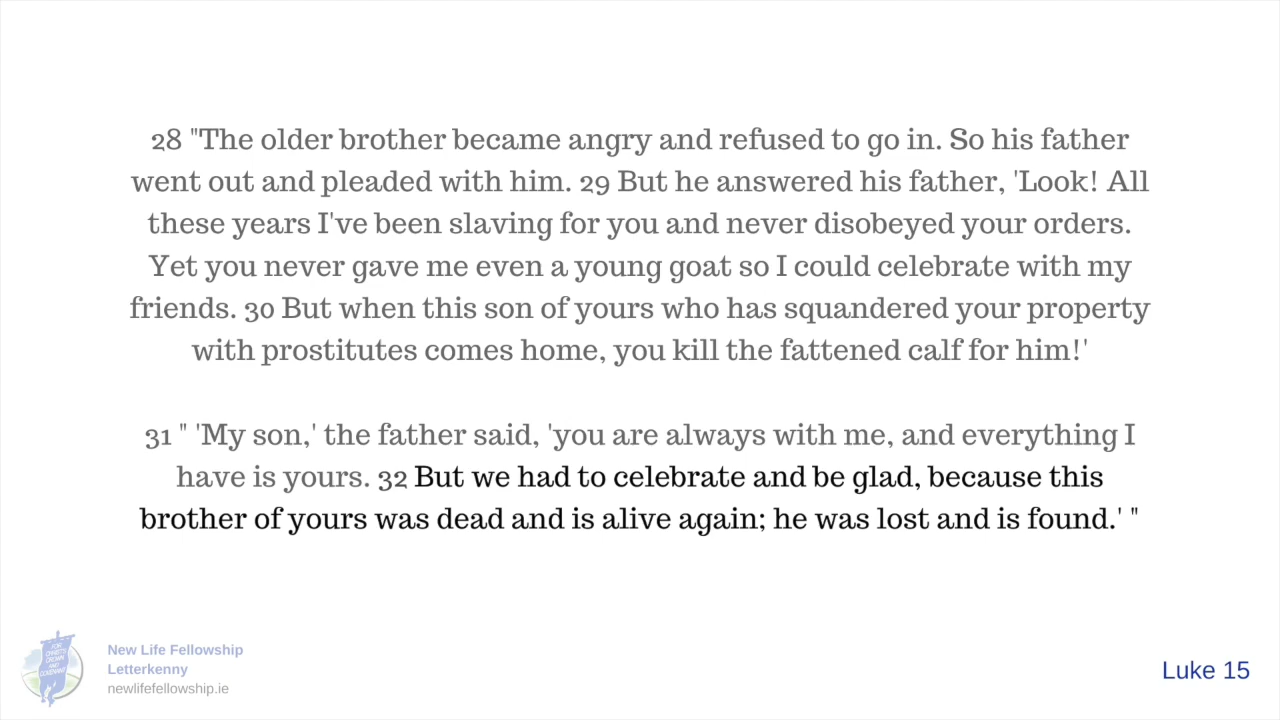 28 "The older brother became angry and refused to go in. So his father
went out and pleaded with him. 29 But he answered his father, 'Look! All
these years I've been slaving for you and never disobeyed your orders.
Yet you never gave me even a young goat so I could celebrate with my
friends. 30 But when this son of yours who has squandered your property
with prostitutes comes home, you kill the fattened calf for him!'
31 " 'My son,' the father said, 'you are always with me, and everything I
have is yours. 32 But we had to celebrate and be glad, because this
brother of yours was dead and is alive again; he was lost and is found.' "
FOR
CHRIST'S
CROWN
AND
COVENANT
New Life Fellowship
Letterkenny
newlifefellowship.ie
Luke 15